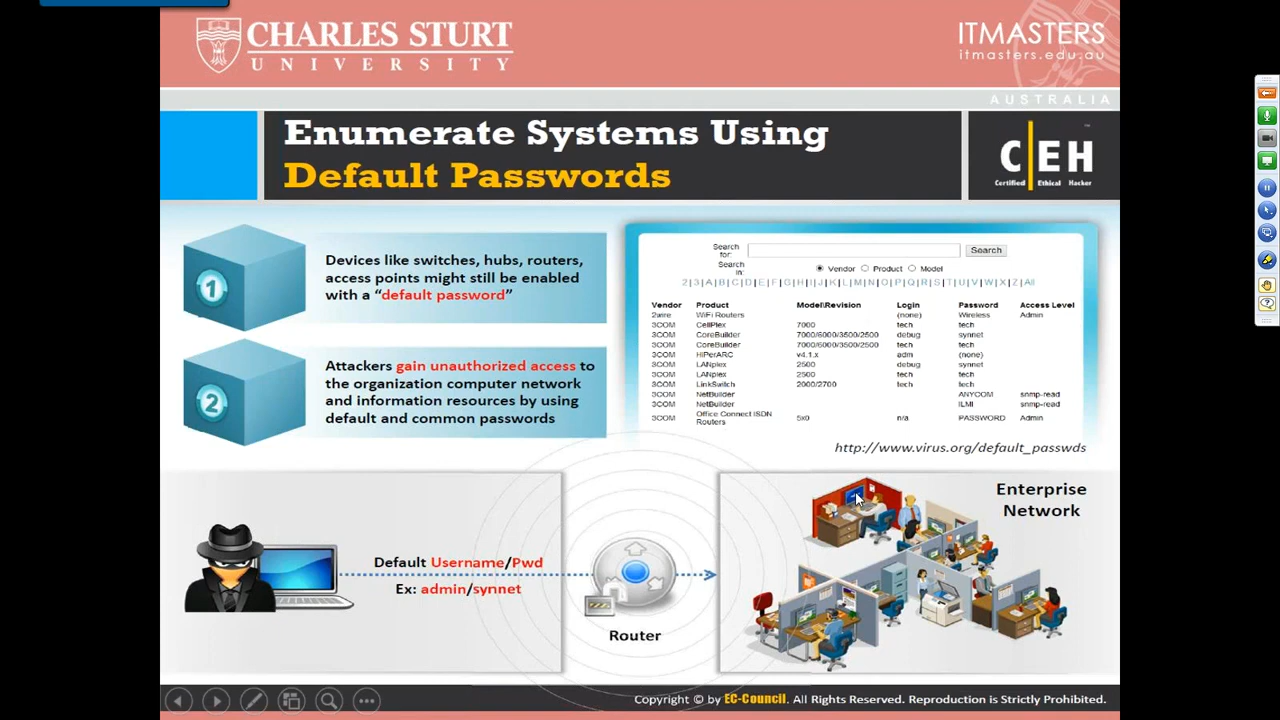 CHARLES STURT
UNIVERSITY
ITMASTERS
itmasters.edu.au
AUSTRALIA
Enumerate Systems Using
Default Passwords
C|EH
Certified Ethical Hacker
1
Devices like switches, hubs, routers,
access points might still be enabled
with a “default password”
2
Attackers gain unauthorized access to
the organization computer network
and information resources by using
default and common passwords
Search for: Search
Search in: Vendor Product Model
2 | 3 | A | B | C | D | E | F | G | H | I | J | K | L | M | N | O | P | Q | R | S | T | U | V | W | X | Z | All
Vendor Product Model\Revision Login Password Access Level
2wire WiFi Routers (none) Wireless Admin
3COM CellPlex 7000 tech tech
3COM CoreBuilder 7000/6000/3500/2500 debug synnet
3COM CoreBuilder 7000/6000/3500/2500 tech tech
3COM HiPerARC v4.1.x adm (none)
3COM LANplex 2500 debug synnet
3COM LANplex 2500 tech tech
3COM LinkSwitch 2000/2700 tech tech
3COM NetBuilder ANYCOM snmp-read
3COM NetBuilder ILMI snmp-read
3COM Office Connect ISDN Routers 5x0 n/a PASSWORD Admin
http://www.virus.org/default_passwds
Default Username/Pwd
Ex: admin/synnet
Router
Enterprise
Network
Copyright © by EC-Council. All Rights Reserved. Reproduction is Strictly Prohibited.